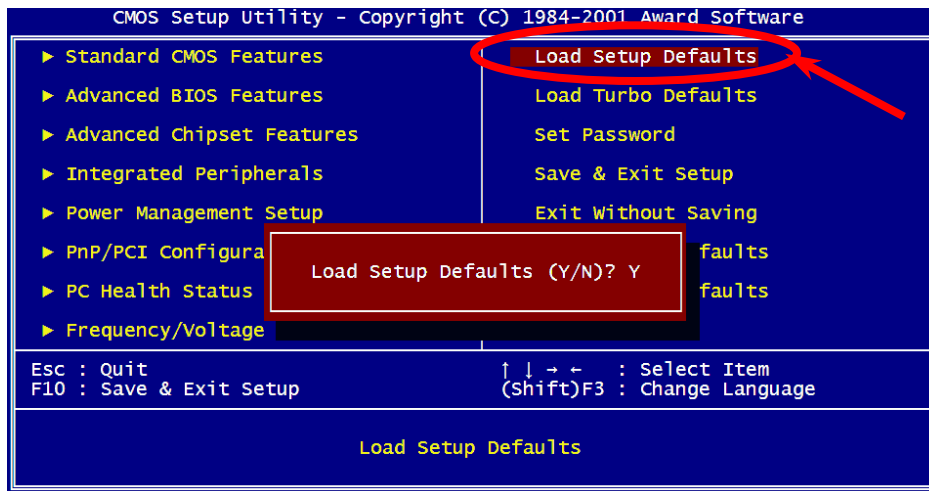 CMOS Setup Utility - Copyright (C) 1984-2001 Award Software
► Standard CMOS Features
► Advanced BIOS Features
► Advanced Chipset Features
► Integrated Peripherals
► Power Management Setup
► PnP/PCI Configura
► PC Health Status
► Frequency/Voltage
Load Setup Defaults
Load Turbo Defaults
Set Password
Save & Exit Setup
Exit Without Saving
faults
faults
Load Setup Defaults (Y/N)? Y
Esc : Quit
F10 : Save & Exit Setup
↑ ↓ → ← : Select Item
(Shift)F3 : Change Language
Load Setup Defaults